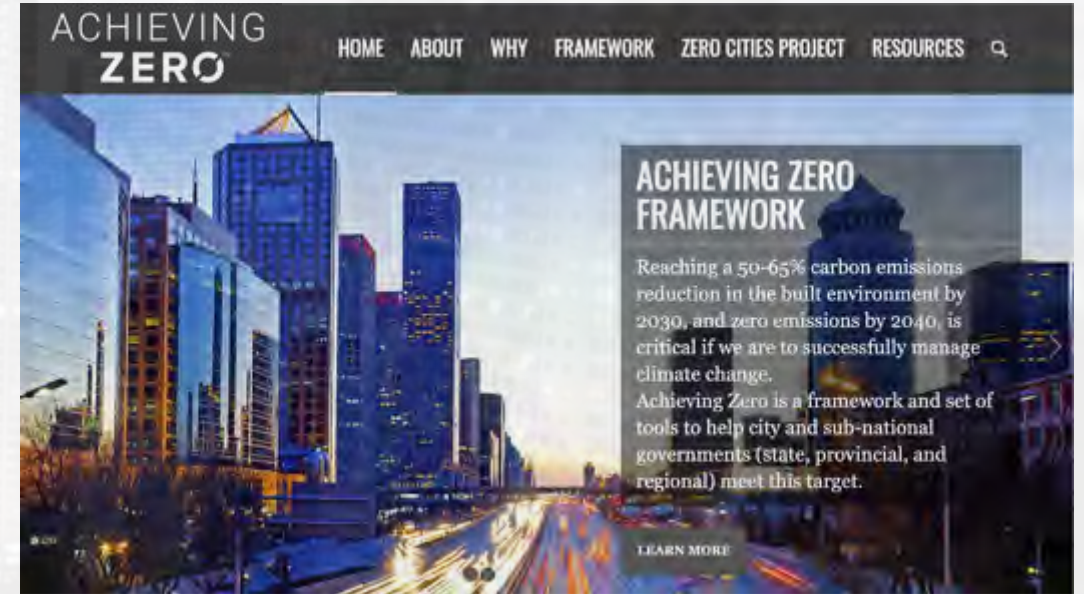 ACHIEVING
ZERO
HOME ABOUT WHY FRAMEWORK ZERO CITIES PROJECT RESOURCES
ACHIEVING ZERO
FRAMEWORK
Reaching a 50-65% carbon emissions
reduction in the built environment by
2030, and zero emissions by 2040, is
critical if we are to successfully manage
climate change.
Achieving Zero is a framework and set of
tools to help city and sub-national
governments (state, provincial, and
regional) meet this target.
LEARN MORE